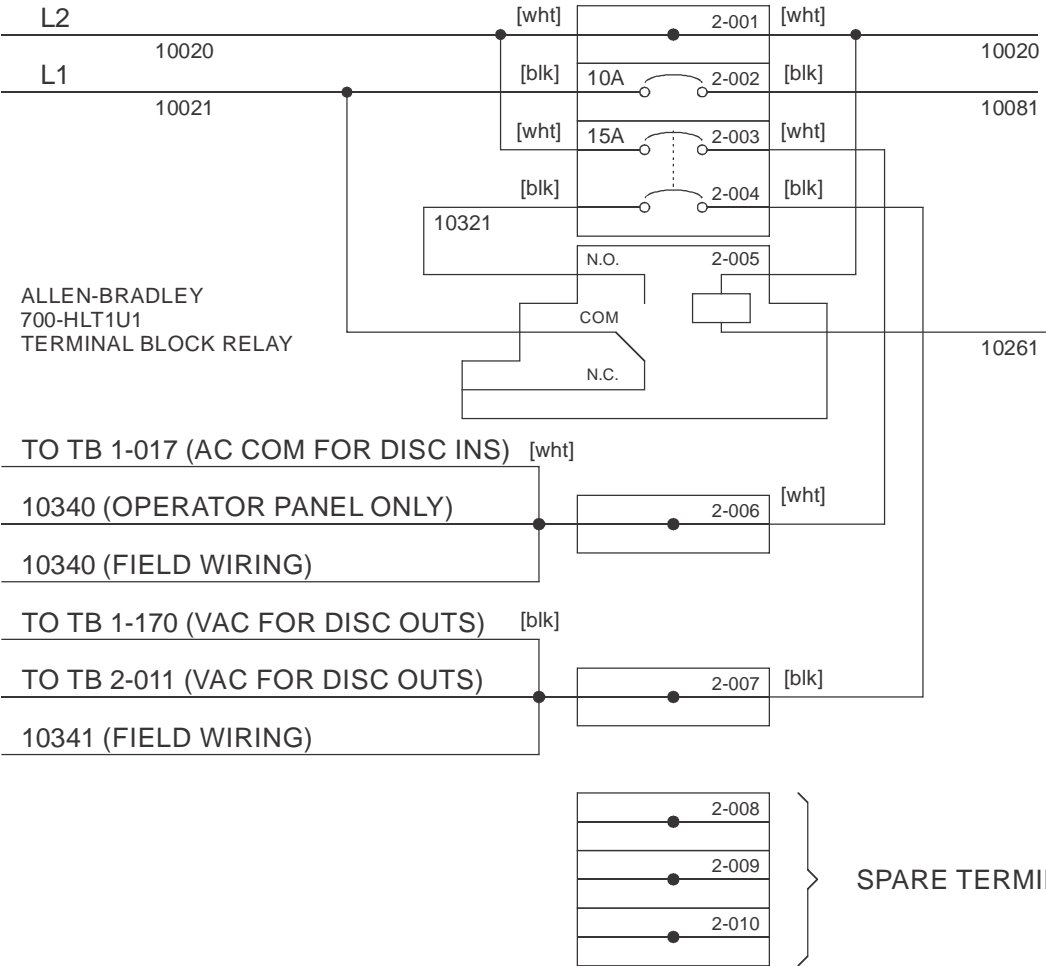 L2 [wht] 2-001 [wht]
10020 10020
L1 [blk] 10A 2-002 [blk]
10021 10081
[wht] 15A 2-003 [wht]
[blk] 2-004 [blk]
10321
N.O. 2-005
ALLEN-BRADLEY
700-HLT1U1
TERMINAL BLOCK RELAY
COM
10261
N.C.
TO TB 1-017 (AC COM FOR DISC INS) [wht]
10340 (OPERATOR PANEL ONLY) 2-006 [wht]
10340 (FIELD WIRING)
TO TB 1-170 (VAC FOR DISC OUTS) [blk]
TO TB 2-011 (VAC FOR DISC OUTS) 2-007 [blk]
10341 (FIELD WIRING)
2-008
2-009
SPARE
2-010